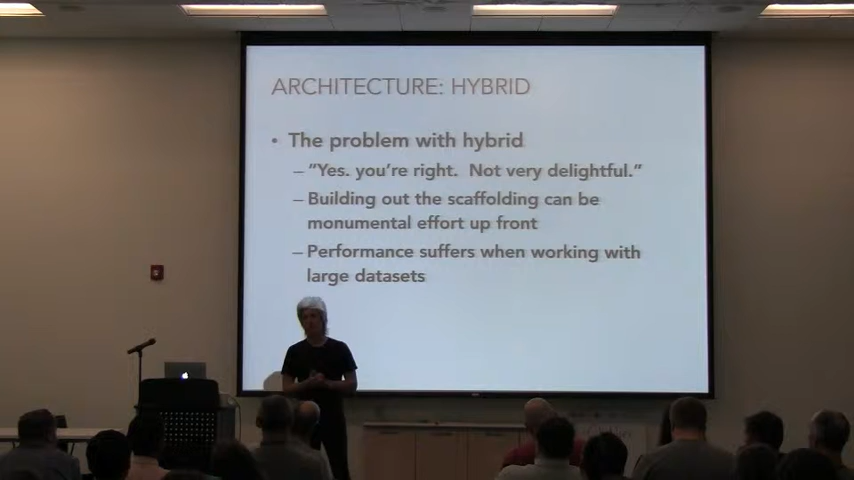 ARCHITECTURE: HYBRID
• The problem with hybrid
– "Yes. you're right. Not very delightful."
– Building out the scaffolding can be
monumental effort up front
– Performance suffers when working with
large datasets